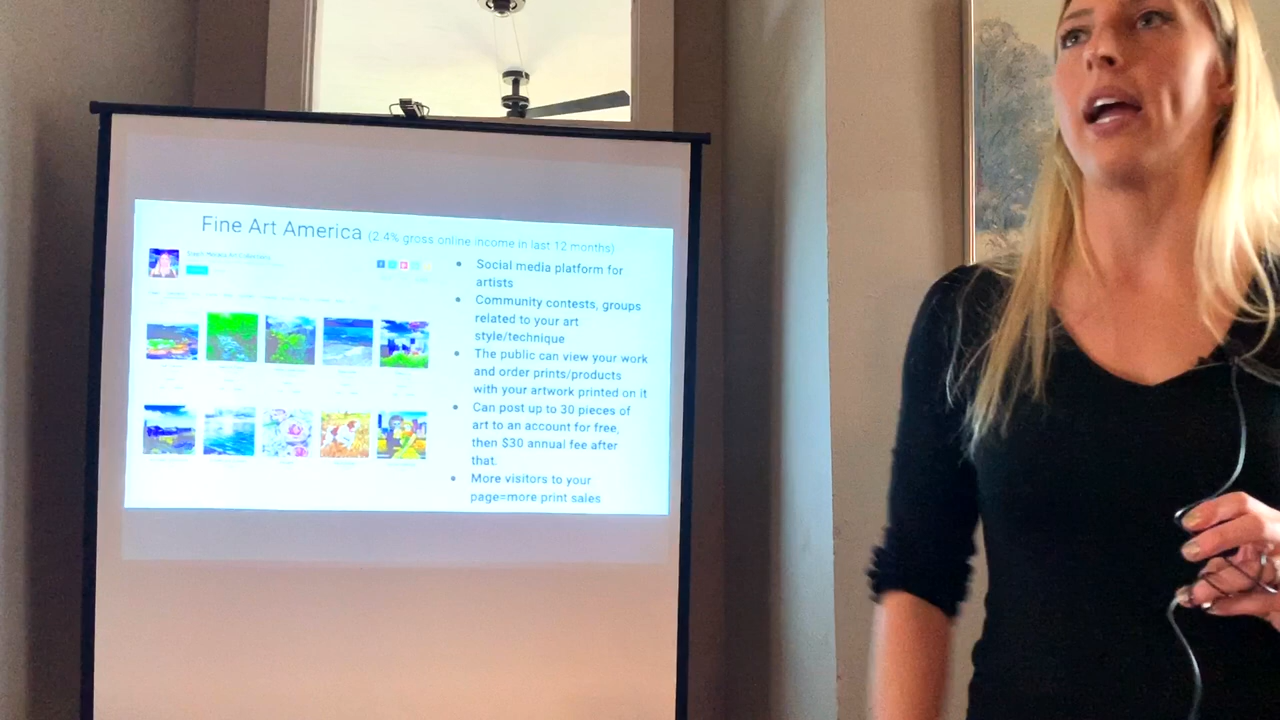 Fine Art America (2.4% gross online income in last 12 months)
Social media platform for
artists
Community contests, groups
related to your art
style/technique
The public can view your work
and order prints/products
with your artwork printed on it
Can post up to 30 pieces of
art to an account for free,
then $30 annual fee after
that.
More visitors to your
page=more print sales